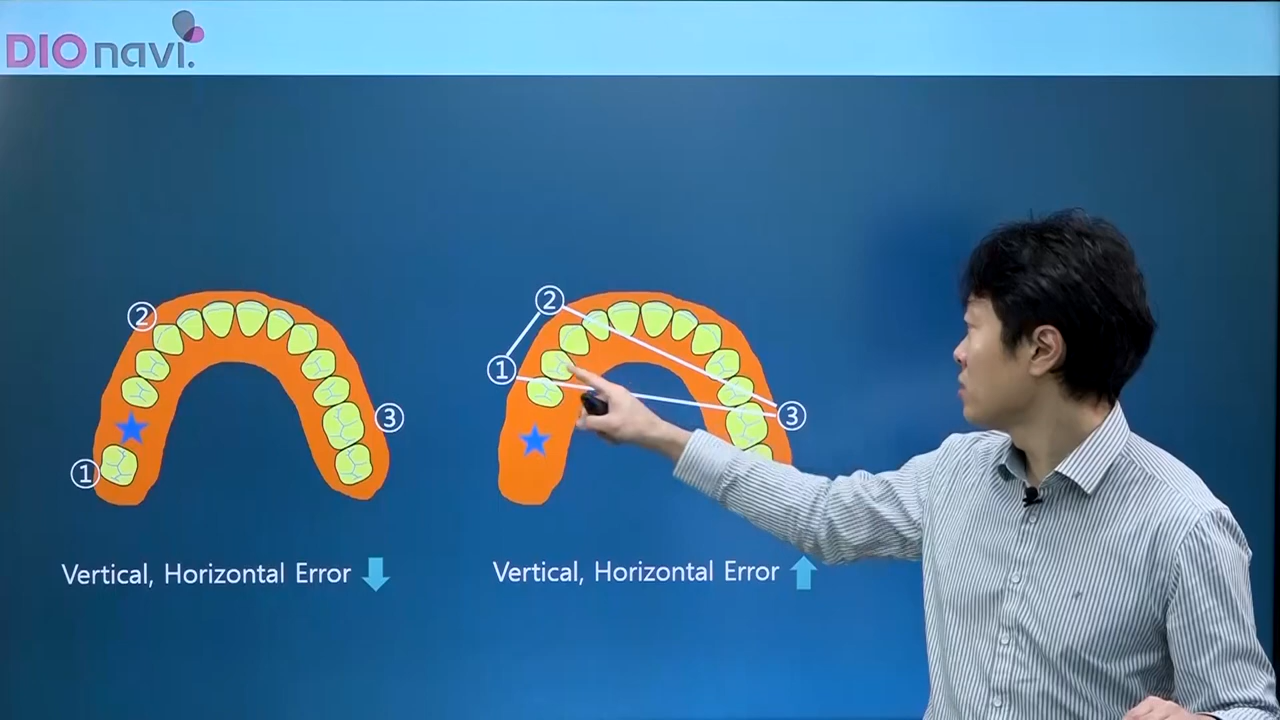 DIOnavi.
②
①
③
Vertical, Horizontal Error
②
①
③
Vertical, Horizontal Error